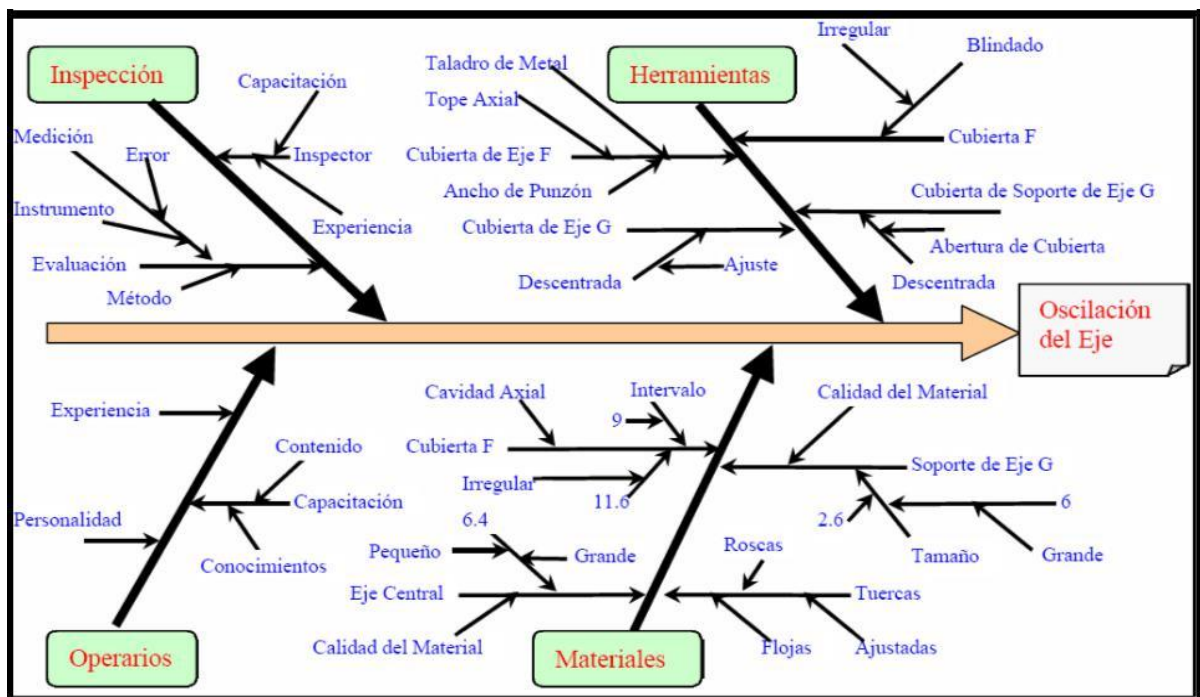 Inspección
Capacitación
Medición
Error
Inspector
Instrumento
Experiencia
Evaluación
Método
Herramientas
Irregular
Blindado
Taladro de Metal
Tope Axial
Cubierta F
Cubierta de Eje F
Ancho de Punzón
Cubierta de Soporte de Eje G
Cubierta de Eje G
Abertura de Cubierta
Ajuste
Descentrada
Descentrada
Oscilación
del Eje
Experiencia
Contenido
Capacitación
Personalidad
Conocimientos
Operarios
Cavidad Axial
Intervalo
9
Cubierta F
Irregular
11.6
Calidad del Material
Soporte de Eje G
6
2.6
Tamaño
Grande
6.4
Pequeño
Grande
Eje Central
Calidad del Material
Roscas
Tuercas
Flojas
Ajustadas
Materiales